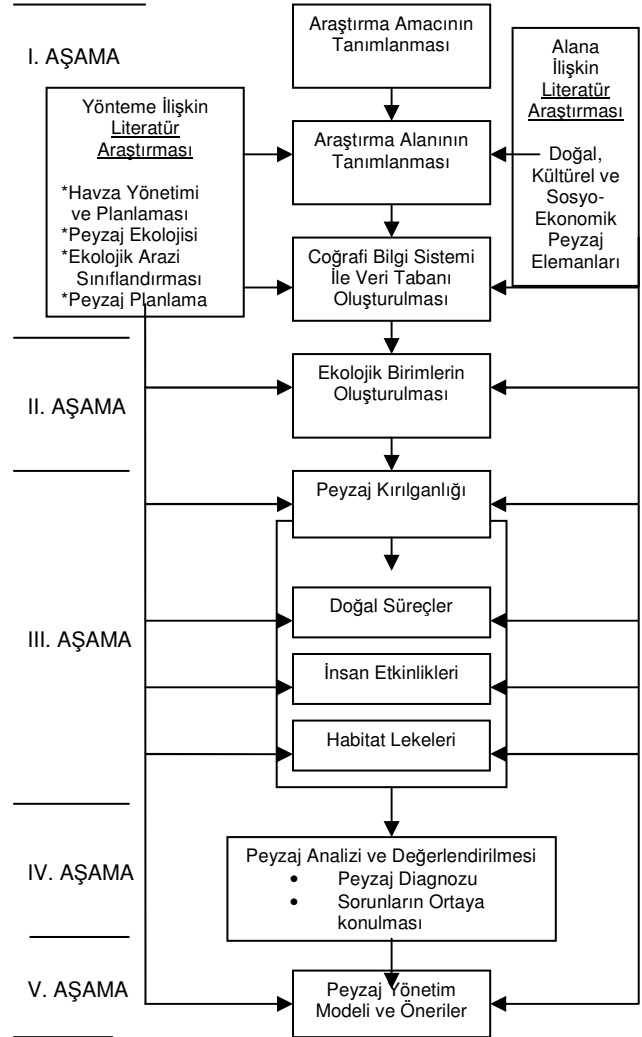 I. AŞAMA
Araştırma Amacının
Tanımlanması
Yönteme İlişkin
Literatür
Araştırması
*Havza Yönetimi
ve Planlaması
*Peyzaj Ekolojisi
*Ekolojik Arazi
Sınıflandırması
*Peyzaj Planlama
Alana
İlişkin
Literatür
Araştırması
Doğal,
Kültürel ve
Sosyo-
Ekonomik
Peyzaj
Elemanları
Araştırma Alanının
Tanımlanması
Coğrafi Bilgi Sistemi
İle Veri Tabanı
Oluşturulması
II. AŞAMA
Ekolojik Birimlerin
Oluşturulması
III. AŞAMA
Peyzaj Kırılganlığı
Doğal Süreçler
İnsan Etkinlikleri
Habitat Lekeleri
IV. AŞAMA
Peyzaj Analizi ve Değerlendirilmesi
• Peyzaj Diagnozu
• Sorunların Ortaya
konulması
V. AŞAMA
Peyzaj Yönetim
Modeli ve Öneriler